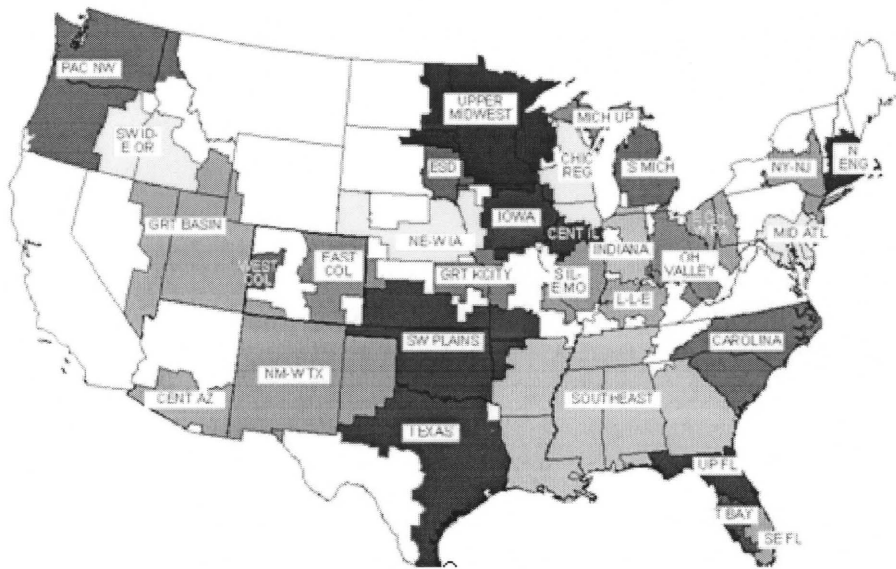 PAC NW
UPPER
MIDWEST
MICH UP
SW ID-
E OR
CHIC
REG
S MICH
NY-NJ
N
ENG
ESD
GRT BASIN
IOWA
NE-W IA
CENT IL
INDIANA
MID ATL
WEST
COL
EAST
COL
GRT KCITY
S IL-
E MO
OH
VALLEY
L-L-E
SW PLAINS
CAROLINA
NM-W TX
CENT AZ
SOUTHEAST
TEXAS
UP FL
T BAY
SE FL